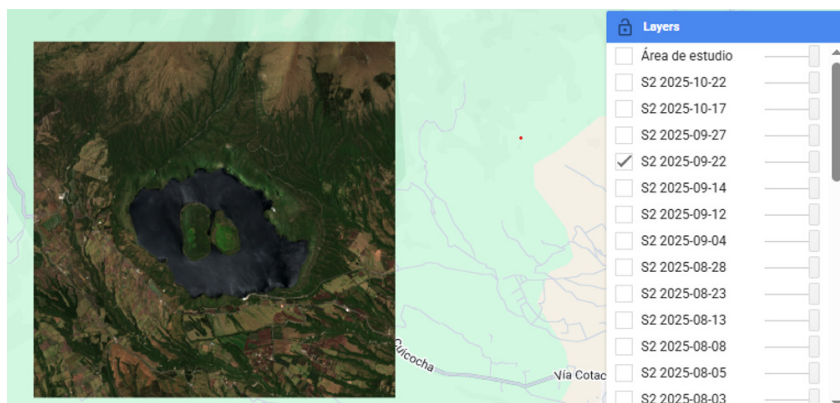 Layers
Área de estudio
S2 2025-10-22
S2 2025-10-17
S2 2025-09-27
S2 2025-09-22
S2 2025-09-14
S2 2025-09-12
S2 2025-09-04
S2 2025-08-28
S2 2025-08-23
S2 2025-08-13
S2 2025-08-08
S2 2025-08-05
S2 2025-08-03
Cuicocha
Vía Cotac